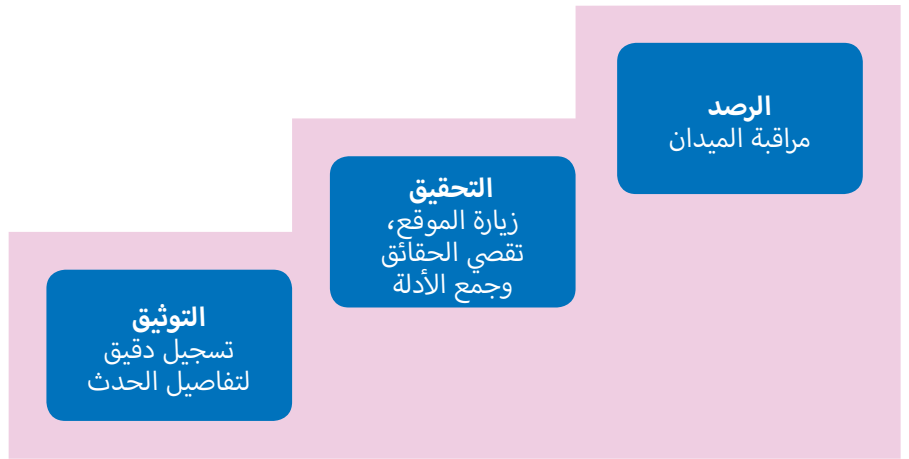 الرصد
مراقبة الميدان
التحقيق
زيارة الموقع،
تقصي الحقائق
وجمع الأدلة
التوثيق
تسجيل دقيق
لتفاصيل الحدث